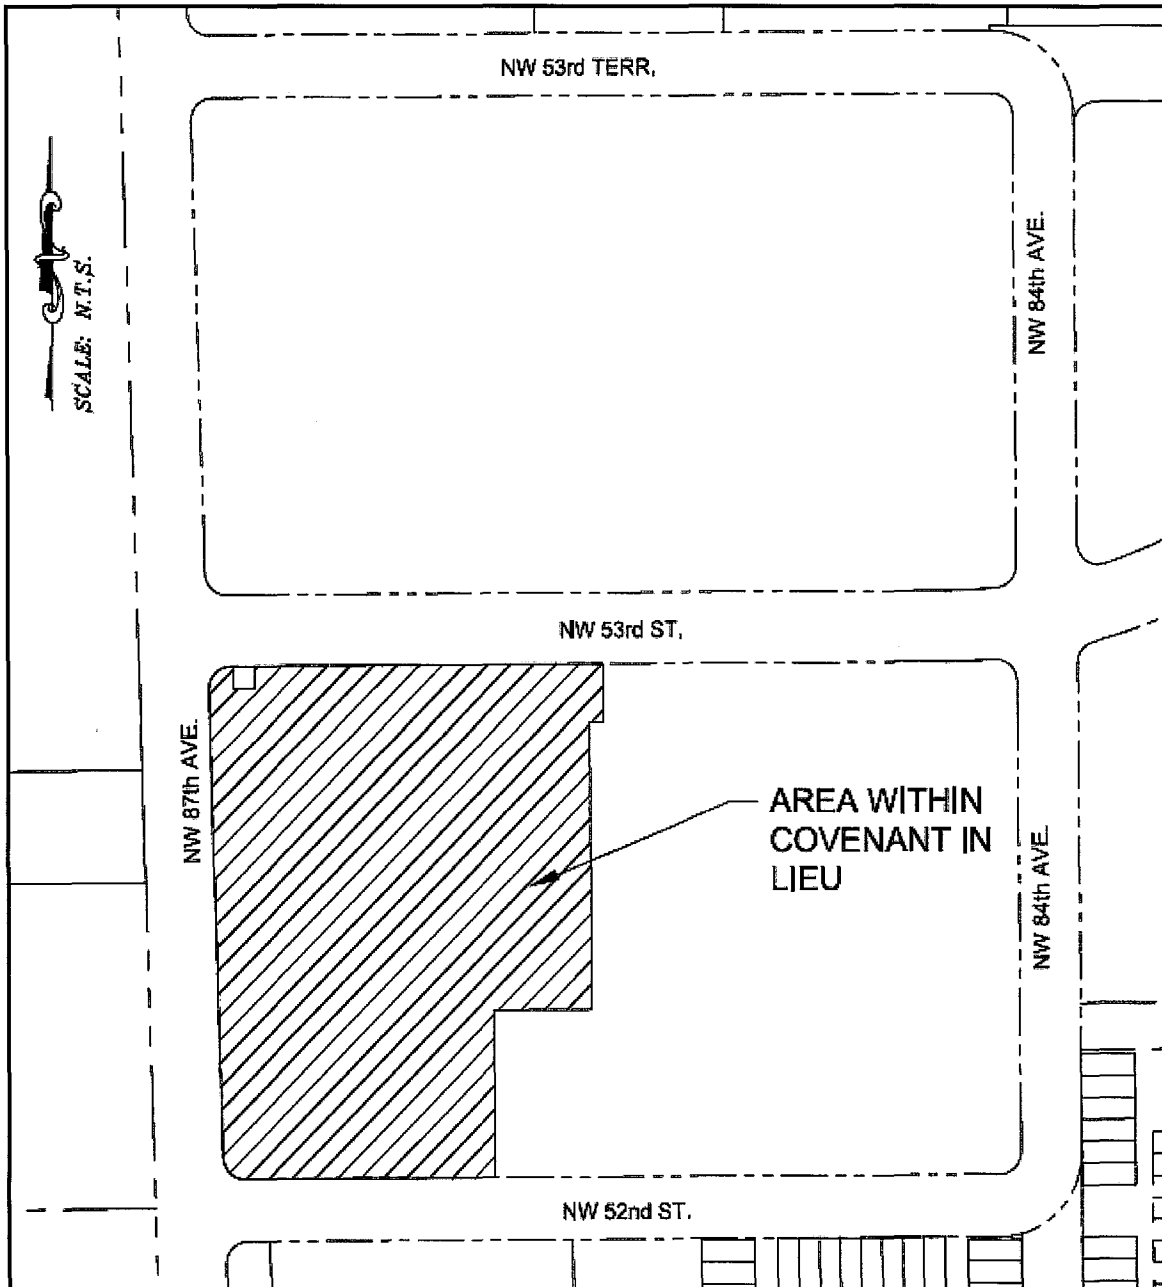 NW 53rd TERR.
NW 84th AVE.
SCALE: N.T.S.
NW 53rd ST.
NW 87th AVE.
AREA WITHIN
COVENANT IN
LIEU
NW 84th AVE.
NW 52nd ST.